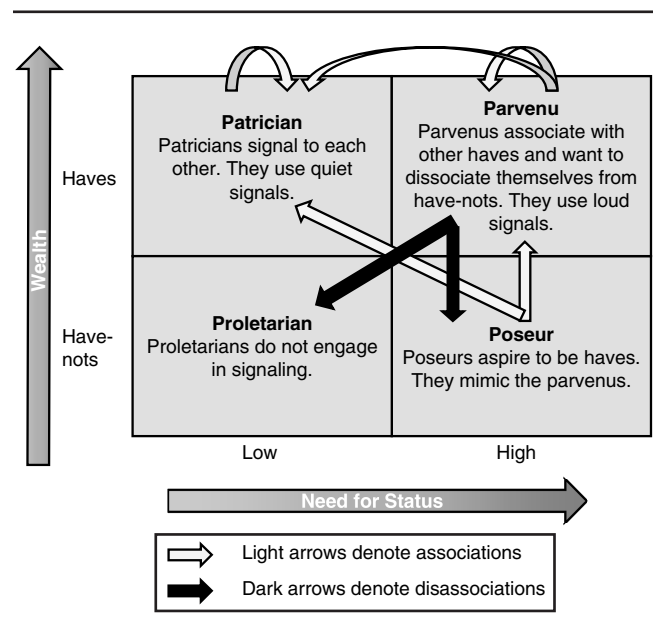 Wealth
Haves
Have-
nots
Patrician
Patricians signal to each
other. They use quiet
signals.
Parvenu
Parvenus associate with
other haves and want to
dissociate themselves from
have-nots. They use loud
signals.
Proletarian
Proletarians do not engage
in signaling.
Poseur
Poseurs aspire to be haves.
They mimic the parvenus.
Low
High
Need for Status
Light arrows denote associations
Dark arrows denote disassociations